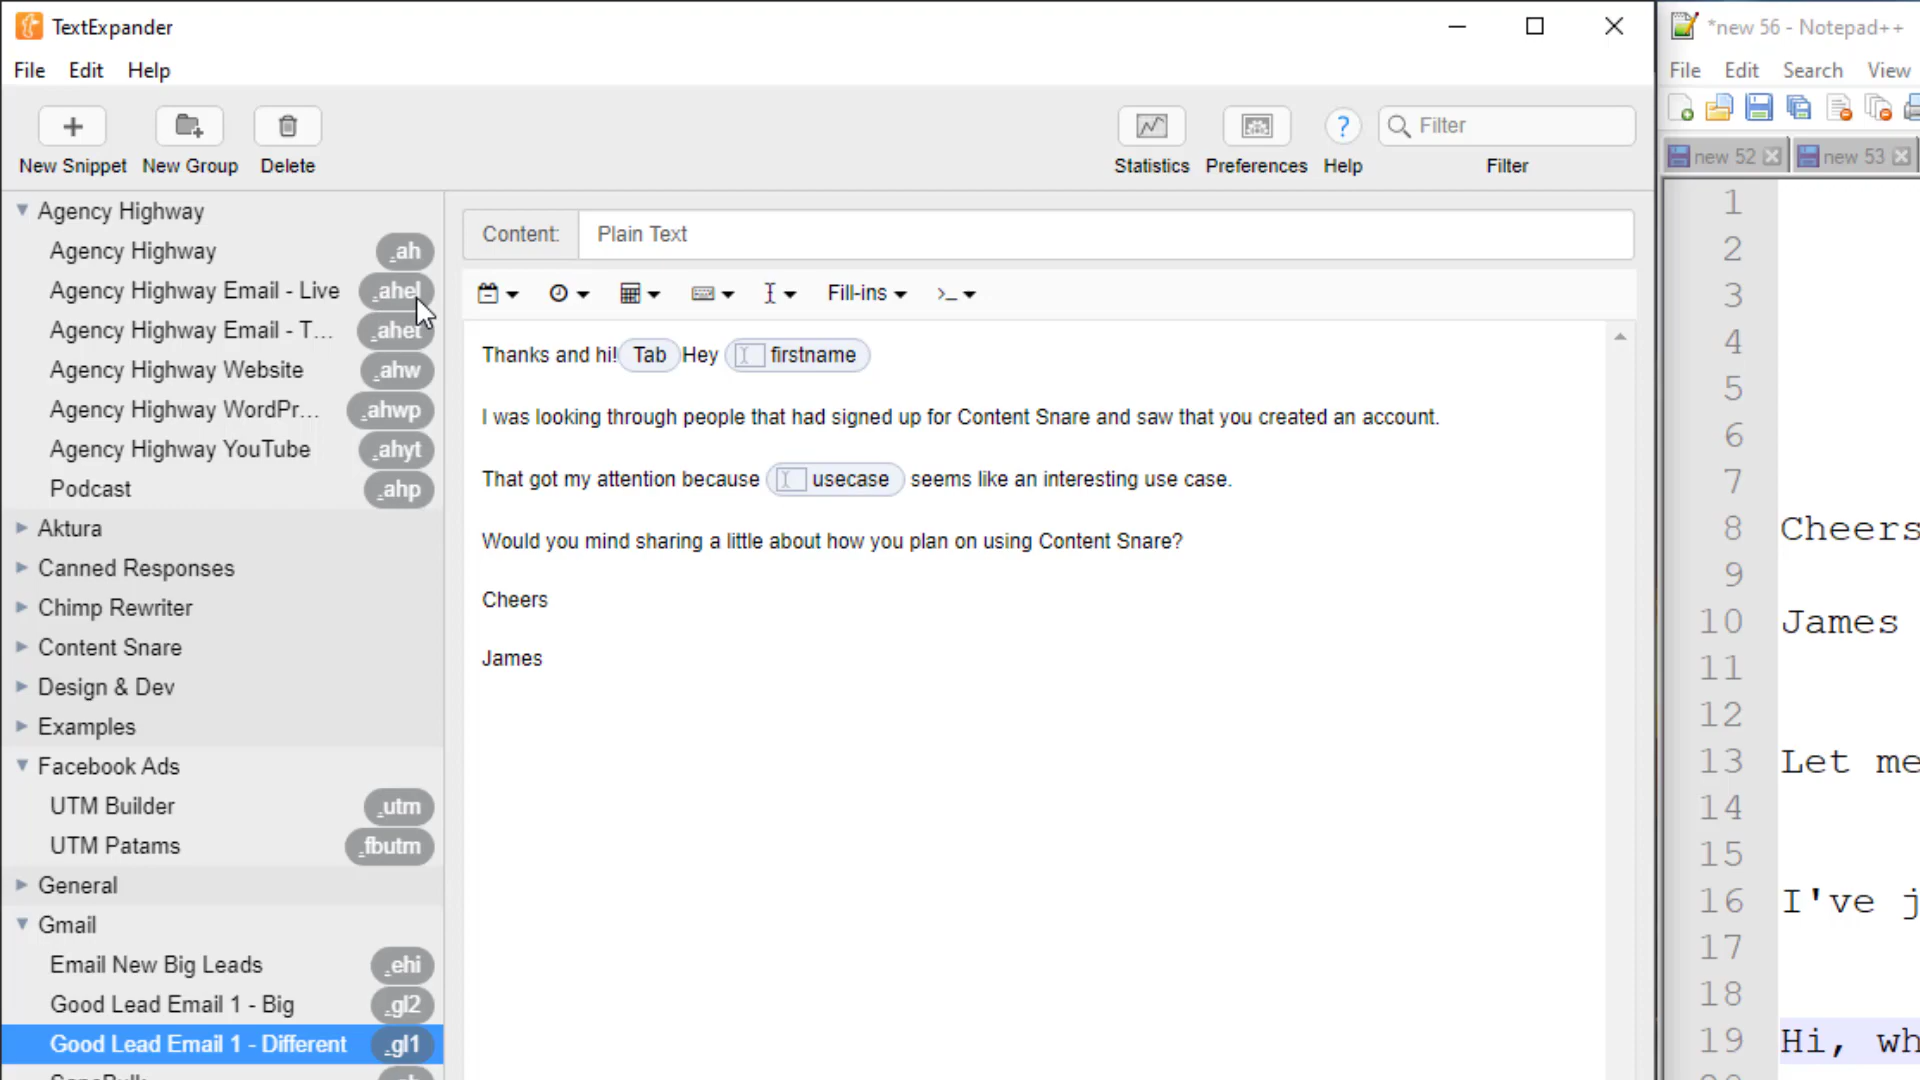 TextExpander
File Edit Help
New Snippet New Group Delete
Statistics Preferences Help Filter
Filter
Agency Highway
Agency Highway .ah
Agency Highway Email - Live .ahel
Agency Highway Email - T... .ahet
Agency Highway Website .ahw
Agency Highway WordPr... .ahwp
Agency Highway YouTube .ahyt
Podcast .ahp
Aktura
Canned Responses
Chimp Rewriter
Content Snare
Design & Dev
Examples
Facebook Ads
UTM Builder .utm
UTM Patams .fbutm
General
Gmail
Email New Big Leads .ehi
Good Lead Email 1 - Big .gl2
Good Lead Email 1 - Different .gl1
Content: Plain Text
Fill-ins
Thanks and hi! Tab Hey firstname
I was looking through people that had signed up for Content Snare and saw that you created an account.
That got my attention because usecase seems like an interesting use case.
Would you mind sharing a little about how you plan on using Content Snare?
Cheers
James
*new 56 - Notepad++
File Edit Search View
new 52 new 53
1
2
3
4
5
6
7
8 Cheers
9
10 James
11
12
13 Let me
14
15
16 I've j
17
18
19 Hi, wh